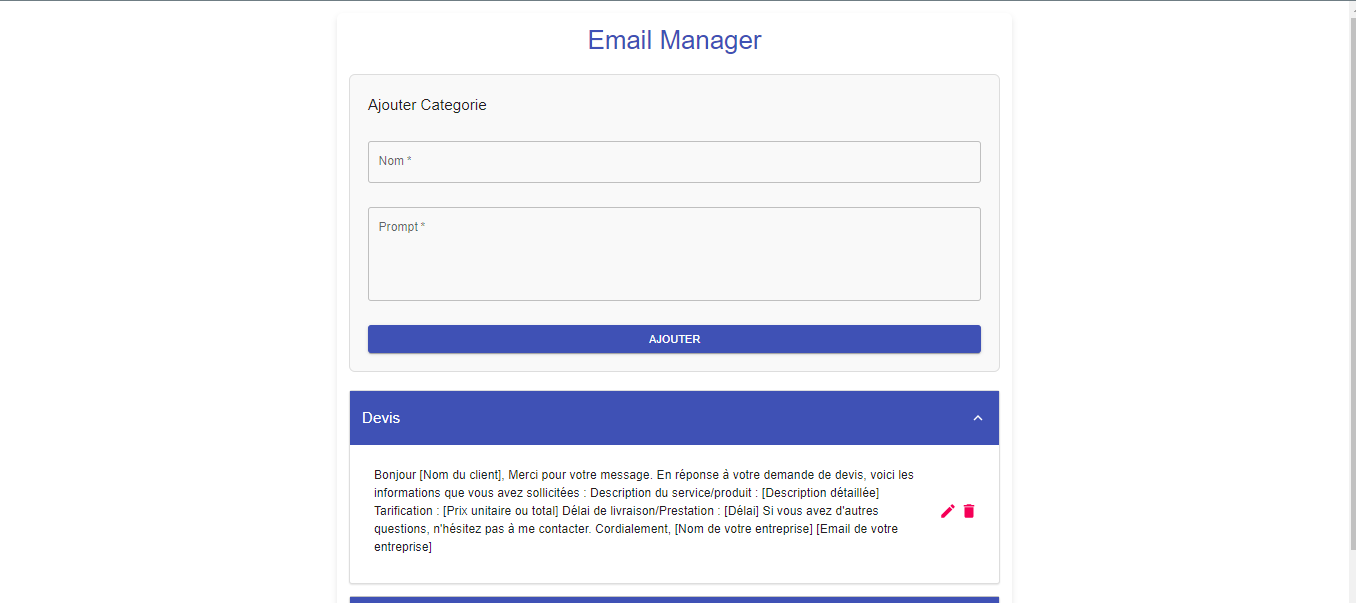 Email Manager
Ajouter Categorie
Nom *
Prompt *
AJOUTER
Devis
Bonjour [Nom du client], Merci pour votre message. En réponse à votre demande de devis, voici les
informations que vous avez sollicitées : Description du service/produit : [Description détaillée]
Tarification : [Prix unitaire ou total] Délai de livraison/Prestation : [Délai] Si vous avez d'autres
questions, n'hésitez pas à me contacter. Cordialement, [Nom de votre entreprise] [Email de votre
entreprise]